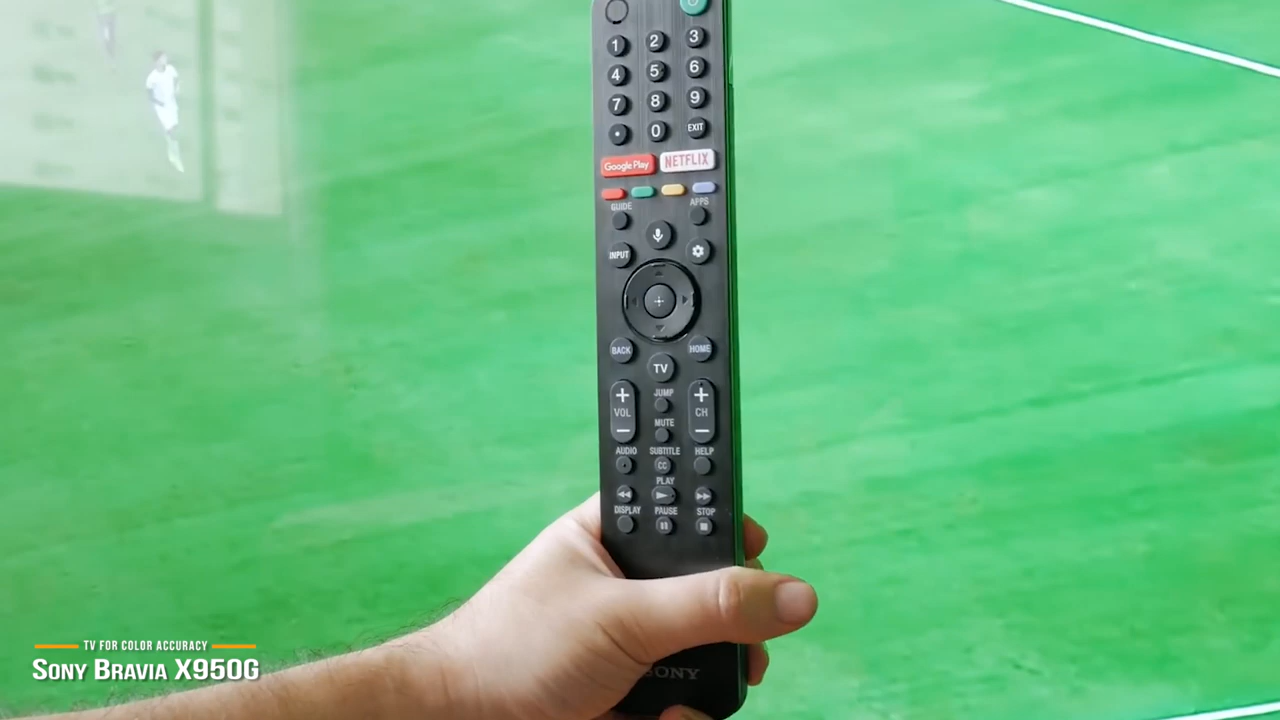 1 2 3
4 5 6
7 8 9
0 EXIT
Google Play NETFLIX
GUIDE APPS
INPUT
BACK HOME
TV
JUMP
+ VOL −
+ CH −
MUTE
AUDIO SUBTITLE HELP
CC
PLAY
DISPLAY PAUSE STOP
SONY
TV FOR COLOR ACCURACY
SONY BRAVIA X950G